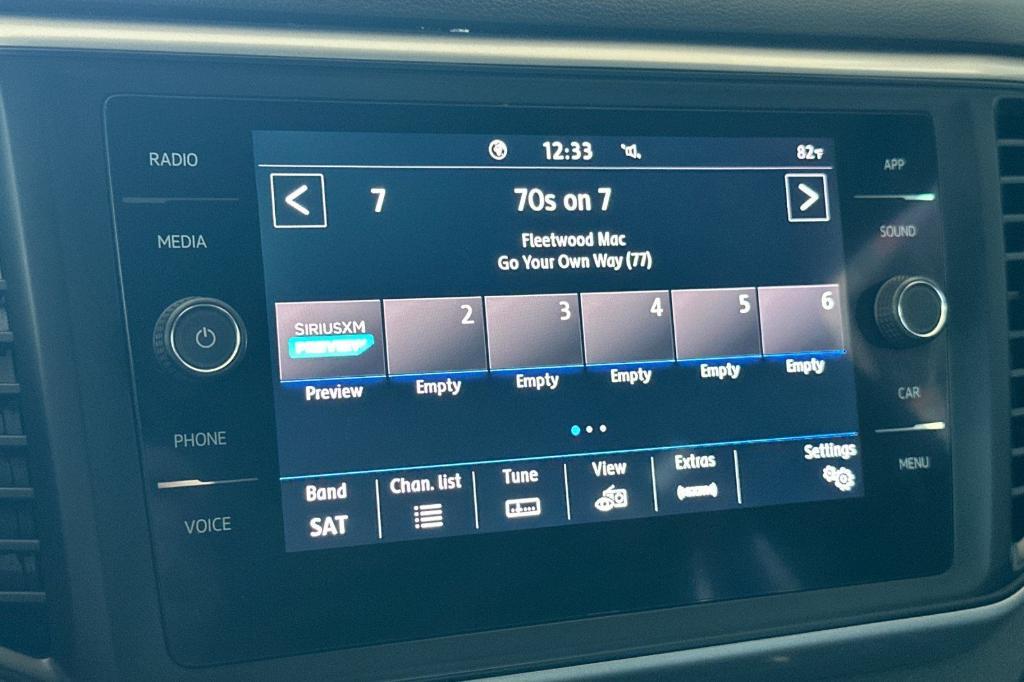 RADIO
MEDIA
PHONE
VOICE
12:33
82°F
7
70s on 7
Fleetwood Mac
Go Your Own Way (77)
SIRIUSXM
PREVIEW
2
3
4
5
6
Preview
Empty
Empty
Empty
Empty
Empty
Band
SAT
Chan. list
Tune
View
Extras
Settings
APP
SOUND
CAR
MENU